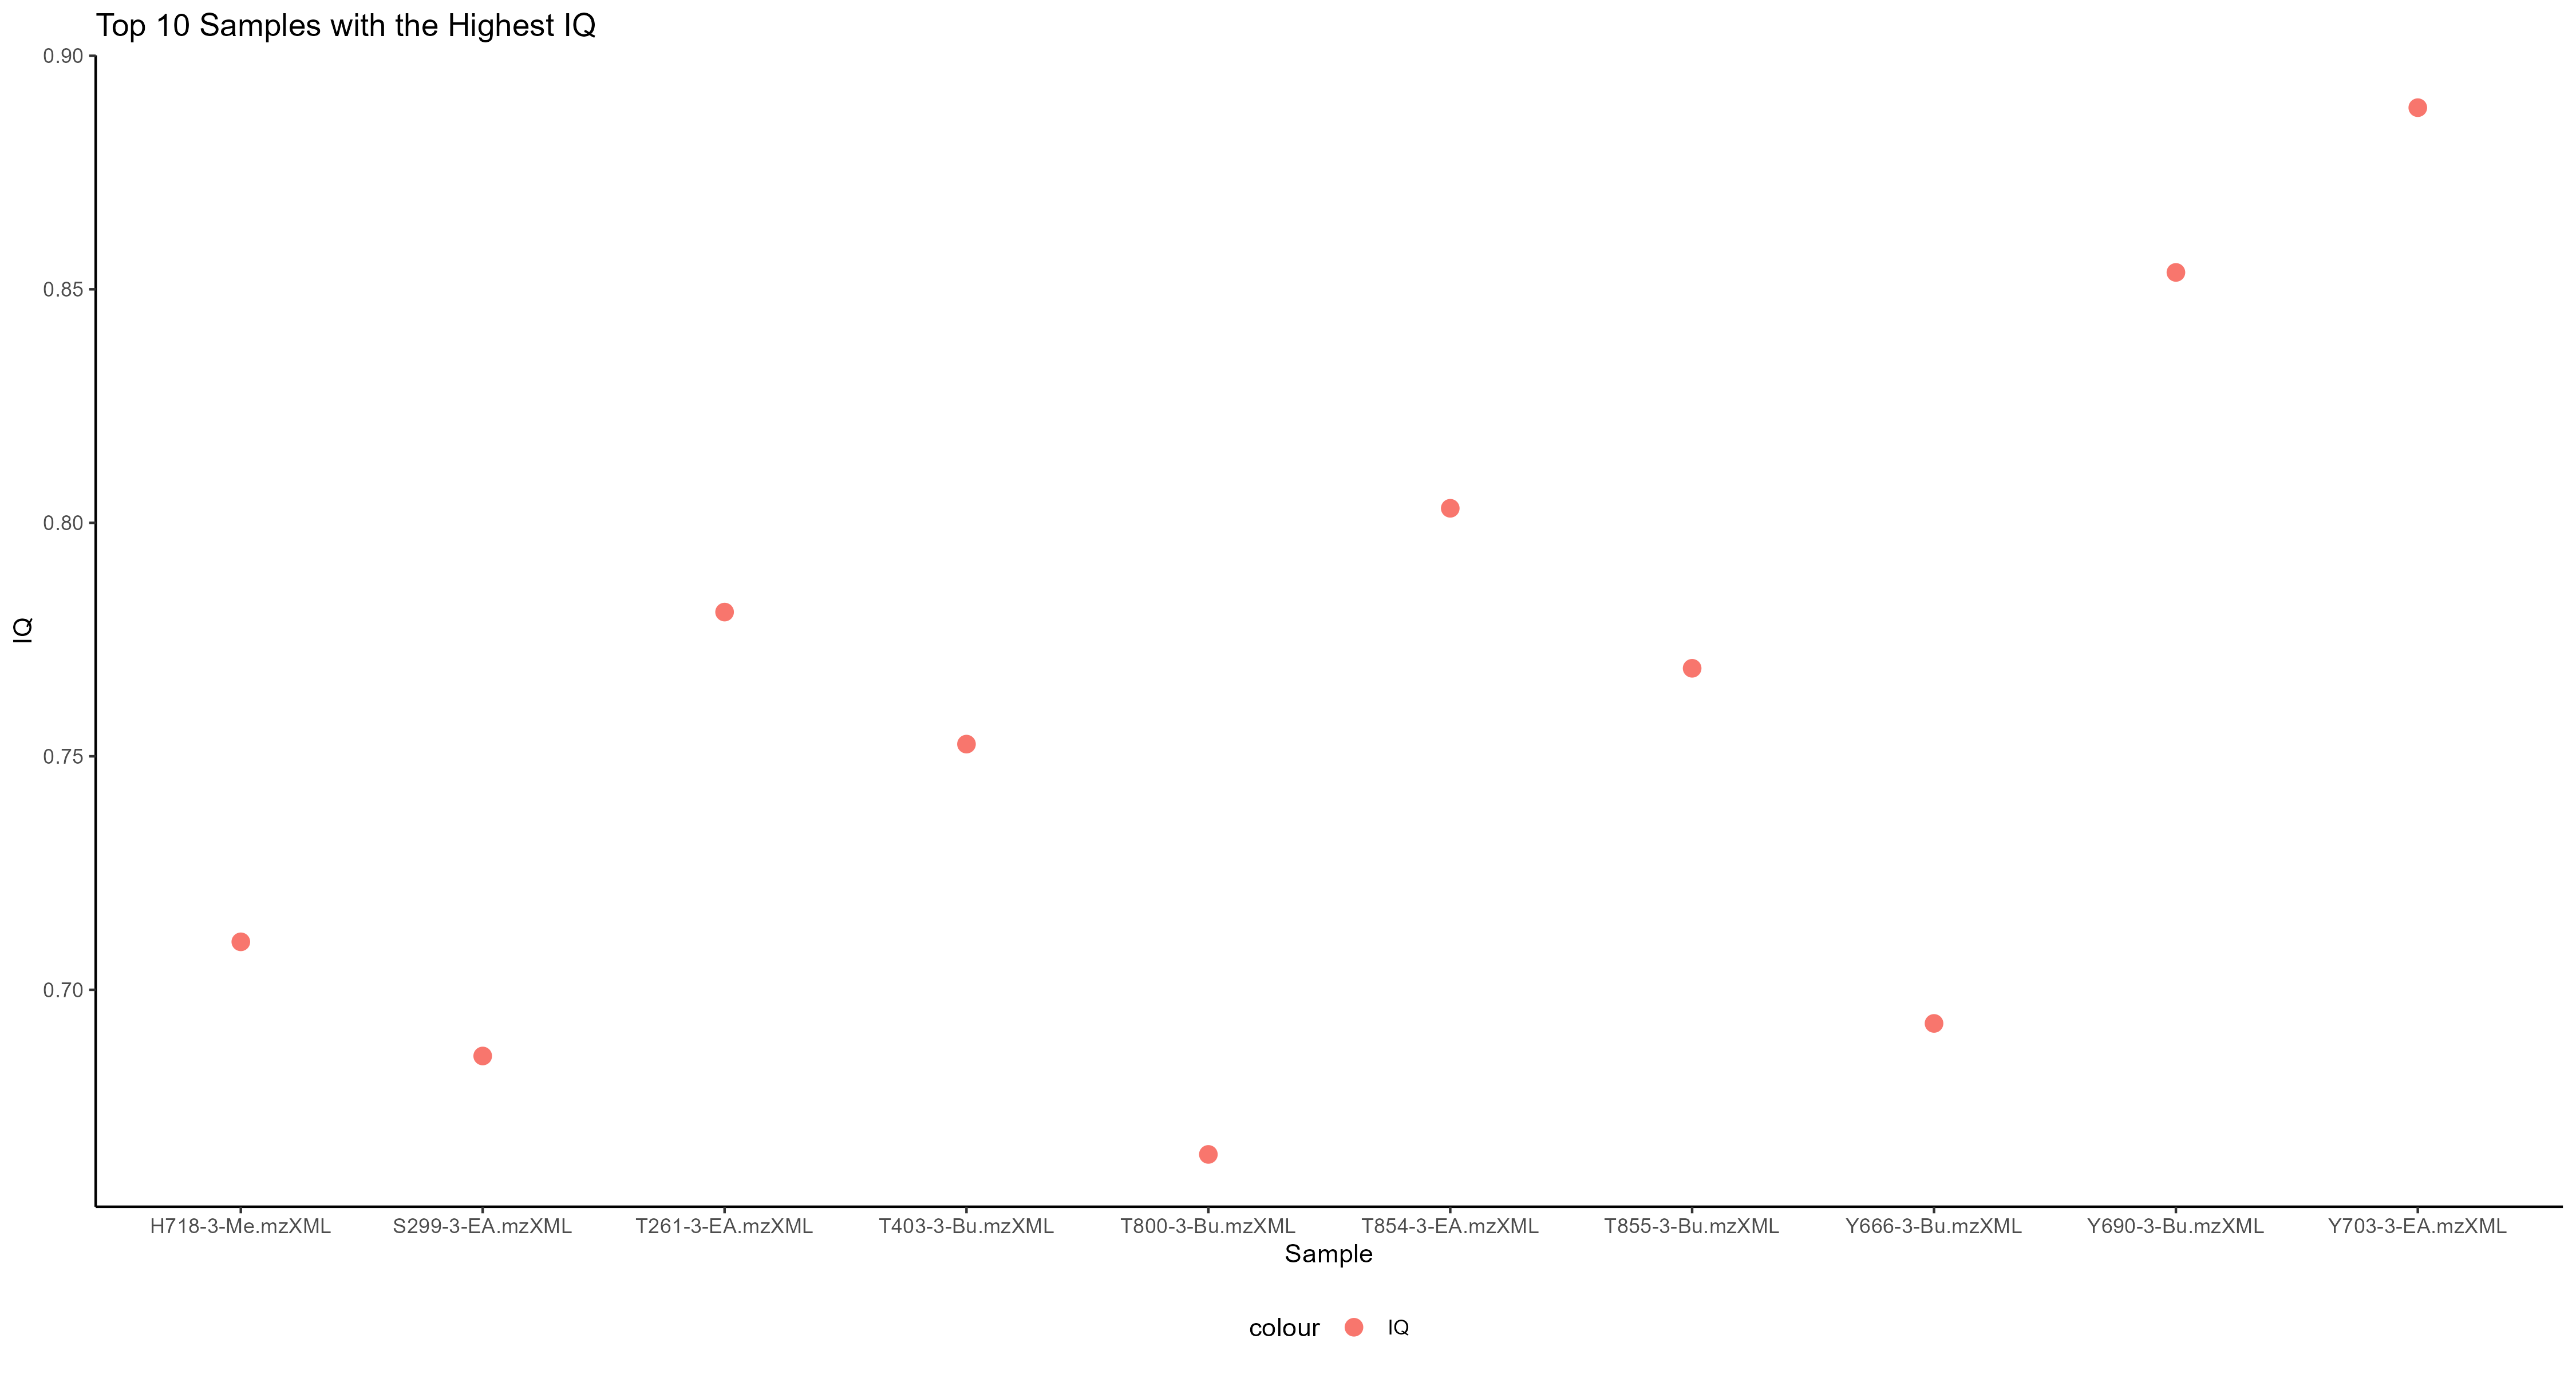 Top 10 Samples with the Highest IQ
0.90
0.85
0.80
0.75
0.70
IQ
H718-3-Me.mzXML S299-3-EA.mzXML T261-3-EA.mzXML T403-3-Bu.mzXML T800-3-Bu.mzXML T854-3-EA.mzXML T855-3-Bu.mzXML Y666-3-Bu.mzXML Y690-3-Bu.mzXML Y703-3-EA.mzXML
Sample
colour IQ